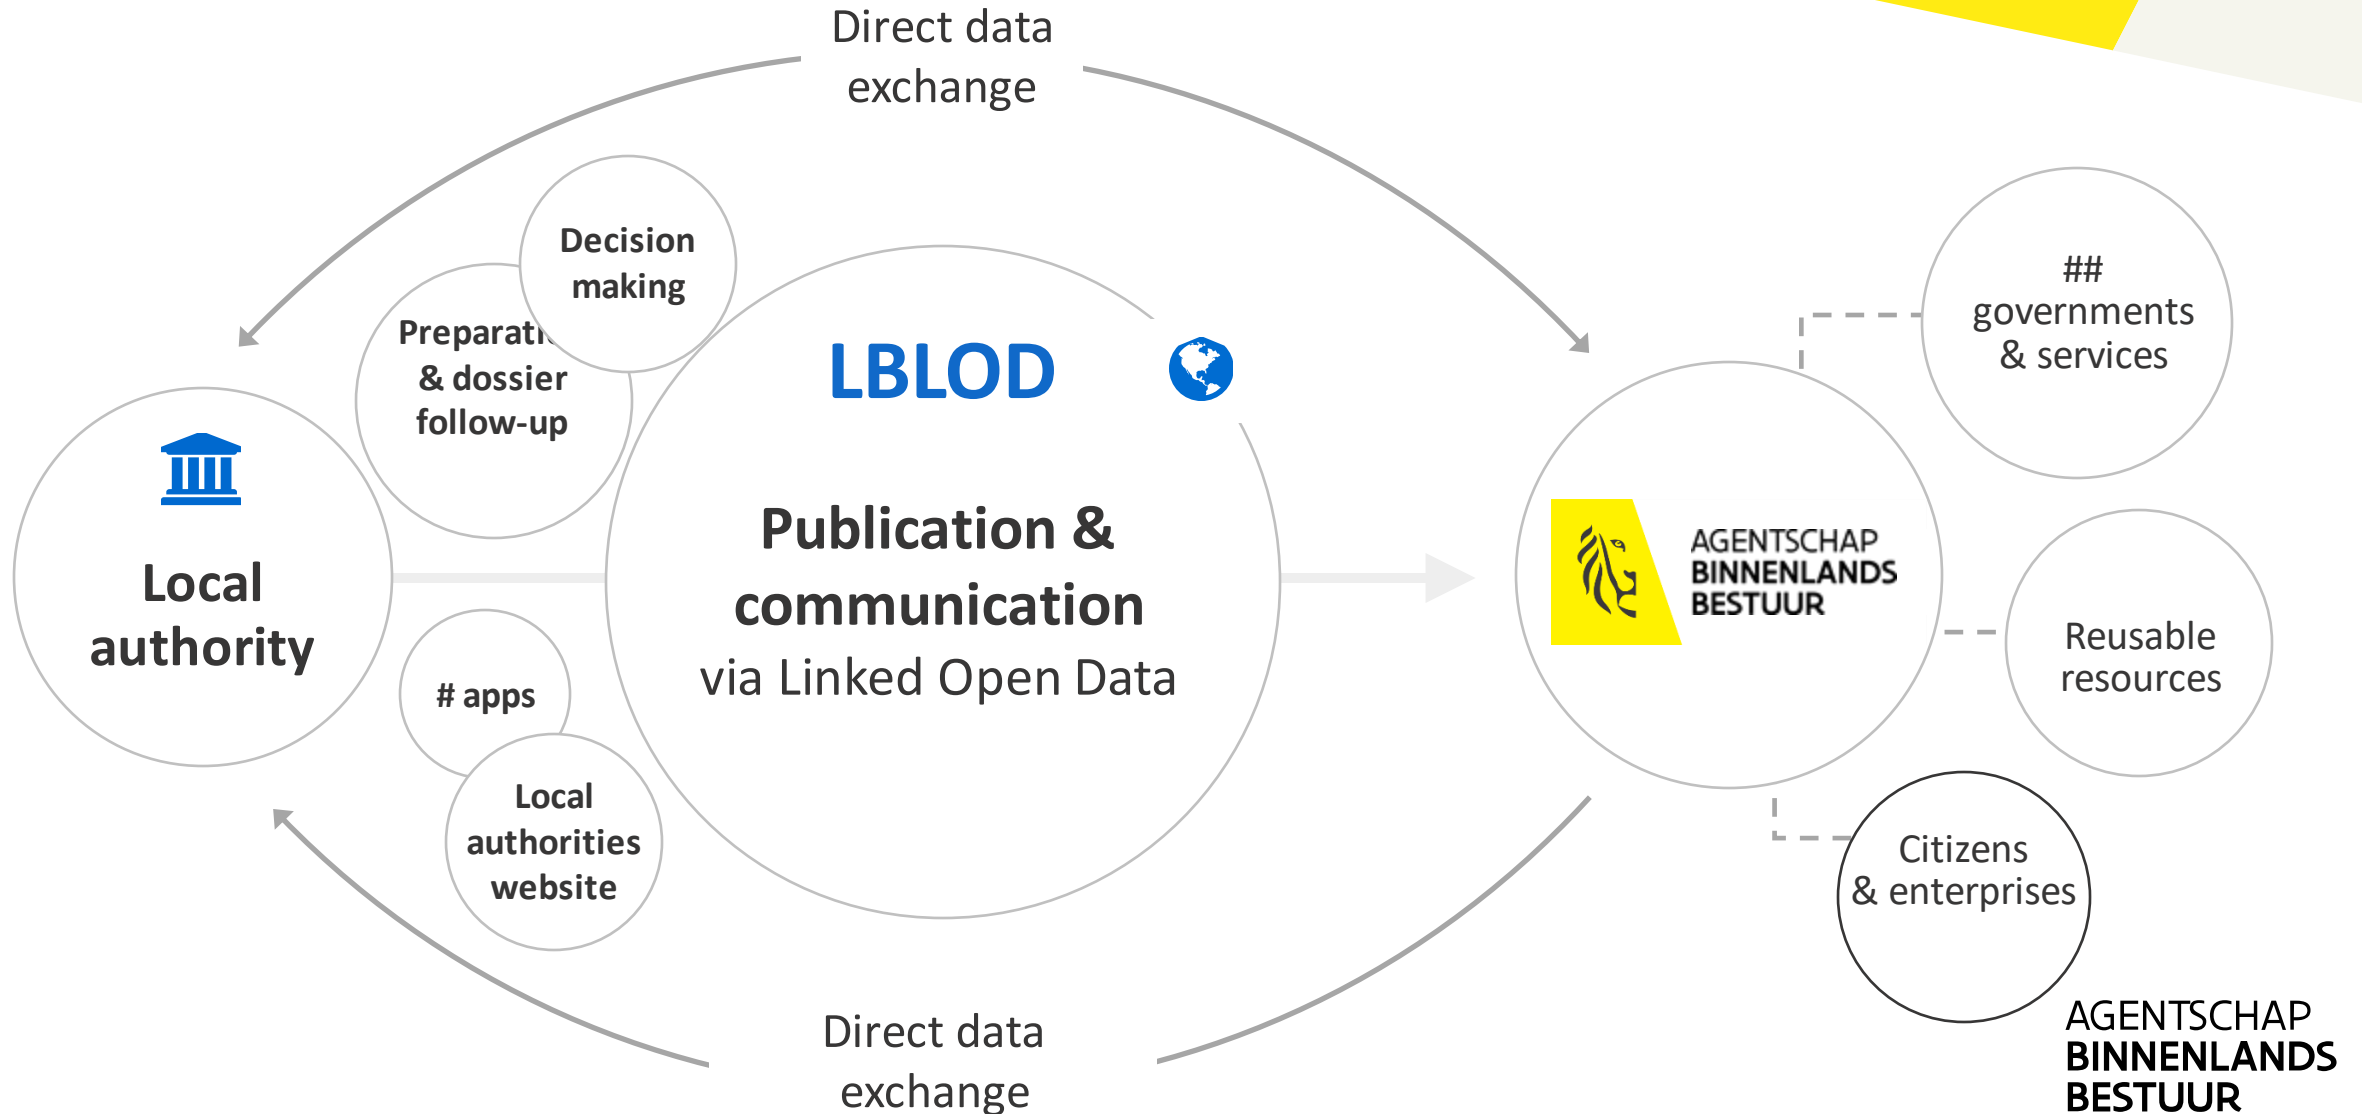 Direct data
exchange
Decision
making
Preparati
& dossier
follow-up
LBLOD
Local
authority
Publication &
communication
via Linked Open Data
# apps
Local
authorities
website
AGENTSCHAP
BINNENLANDS
BESTUUR
##
governments
& services
Reusable
resources
Citizens
& enterprises
Direct data
exchange
AGENTSCHAP
BINNENLANDS
BESTUUR